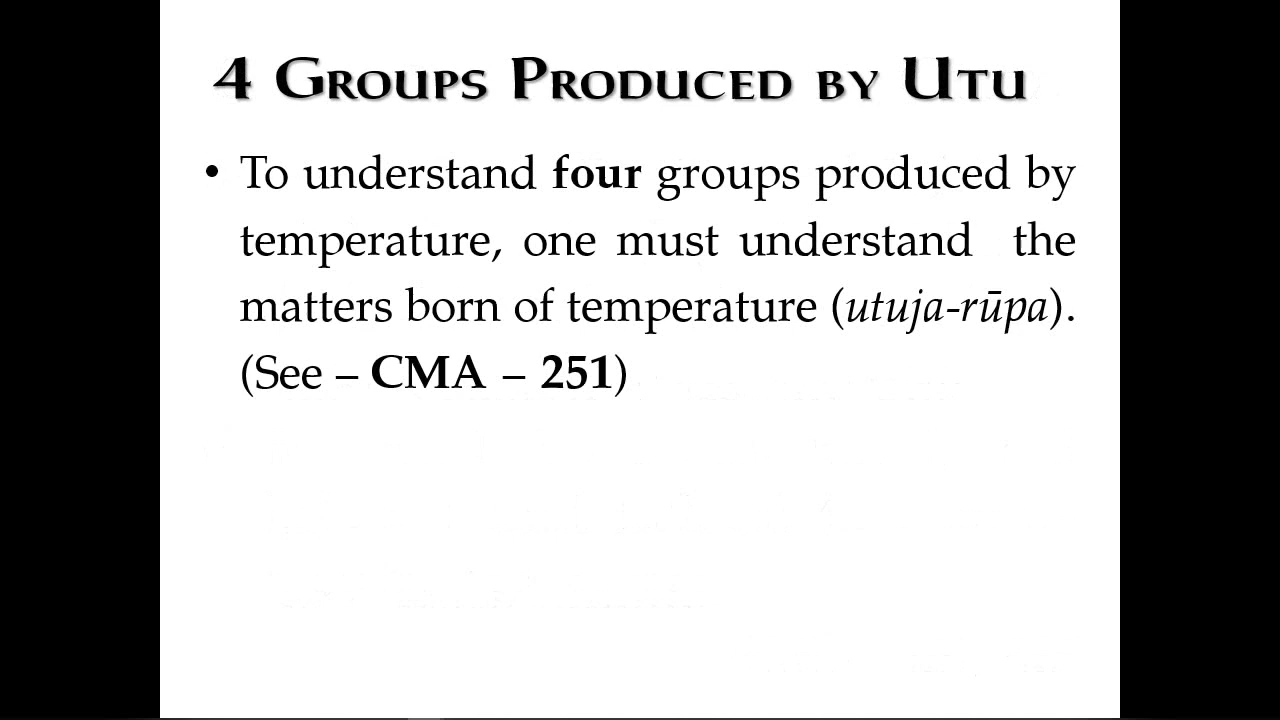 4 Groups Produced by Utu
• To understand four groups produced by
temperature, one must understand the
matters born of temperature (utuja-rūpa).
(See – CMA – 251)